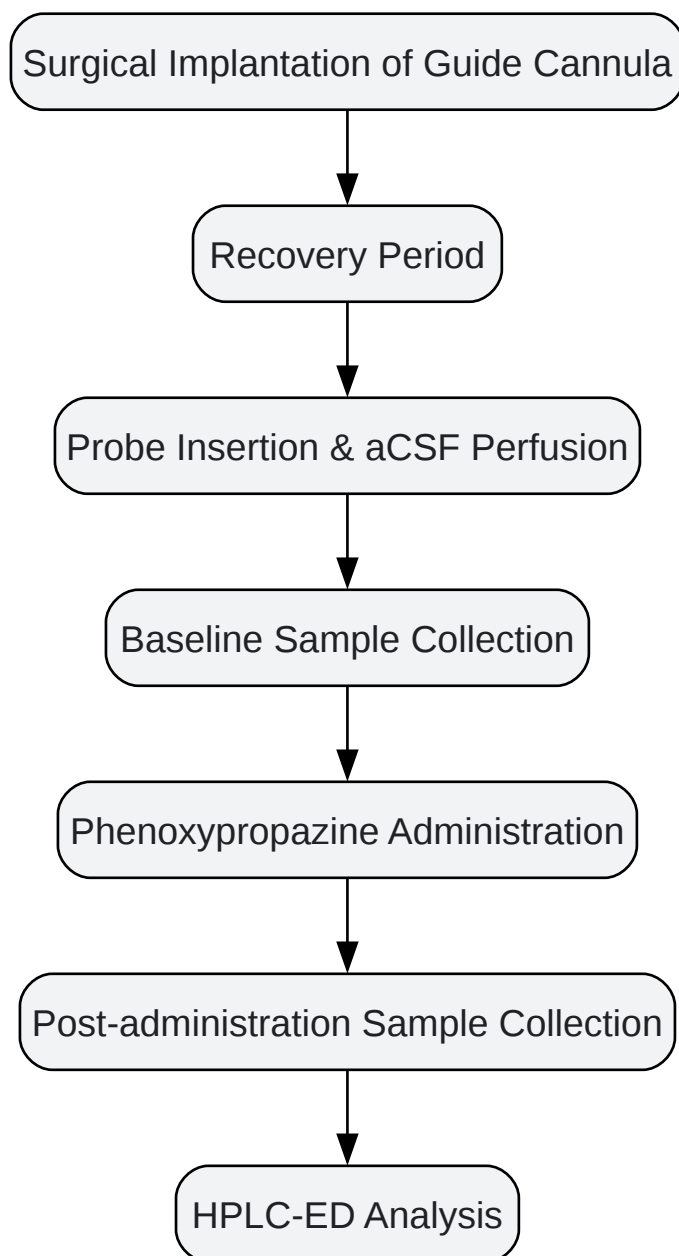 Surgical Implantation of Guide Cannula
Recovery Period
Probe Insertion & aCSF Perfusion
Baseline Sample Collection
Phenoxypropazine Administration
Post-administration Sample Collection
HPLC-ED Analysis